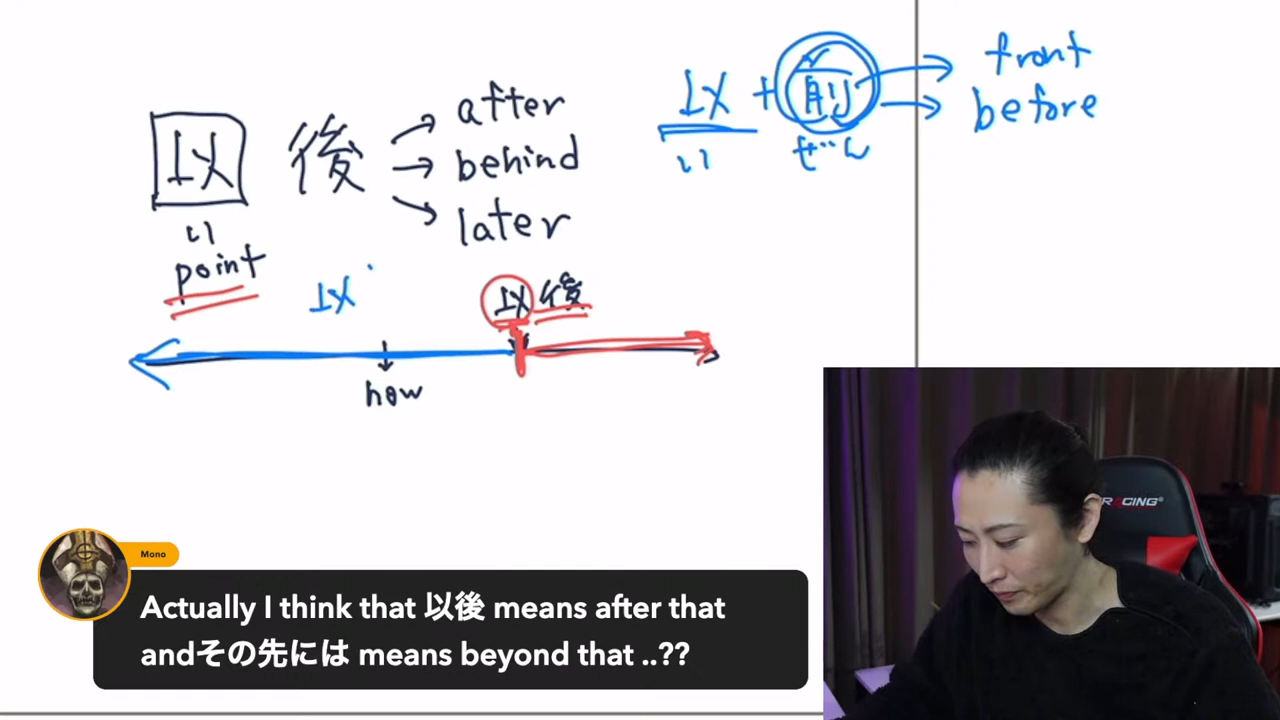 以後
い
point
after
behind
later
以+前
い ぜん
front
before
以
以後
now
RACING
Mono
Actually I think that 以後 means after that
andその先には means beyond that ..??